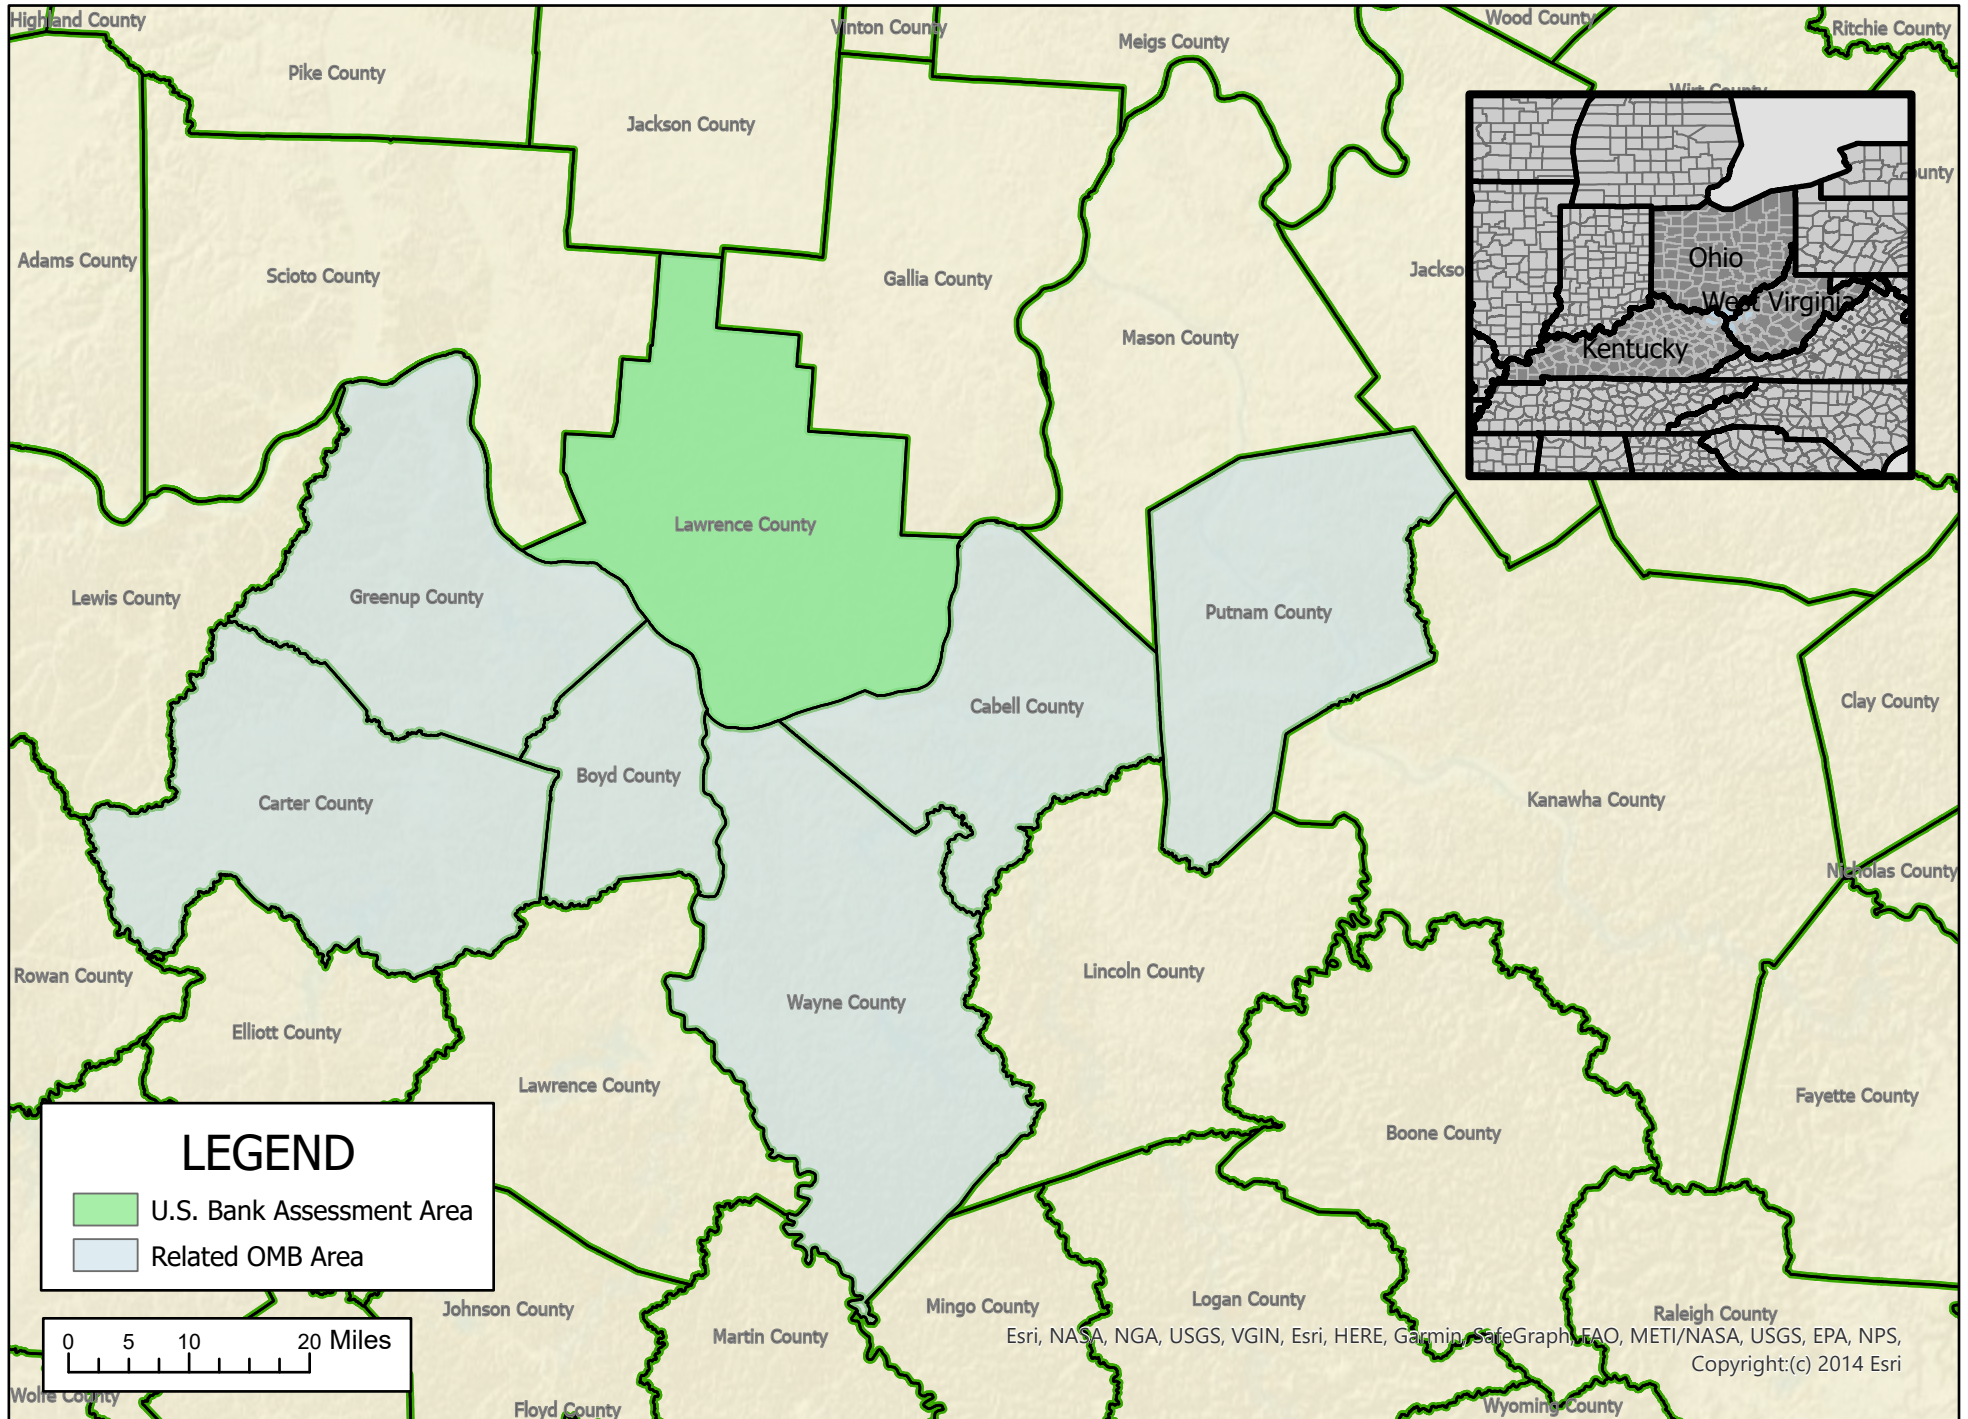 Highland County
Vinton County
Wood County
Ritchie County
Meigs County
Pike County
Wirt County
Jackson County
Adams County
Scioto County
Gallia County
Mason County
Ohio
West Virginia
Kentucky
Lawrence County
Lewis County
Greenup County
Putnam County
Cabell County
Clay County
Boyd County
Carter County
Kanawha County
Nicholas County
Rowan County
Lincoln County
Wayne County
Elliott County
Lawrence County
Fayette County
Boone County
LEGEND
U.S. Bank Assessment Area
Related OMB Area
Johnson County
Mingo County
Logan County
Raleigh County
Martin County
0 5 10 20 Miles
Esri, NASA, NGA, USGS, VGIN, Esri, HERE, Garmin, SafeGraph, FAO, METI/NASA, USGS, EPA, NPS,
Copyright:(c) 2014 Esri
Wolfe County
Floyd County
Wyoming County